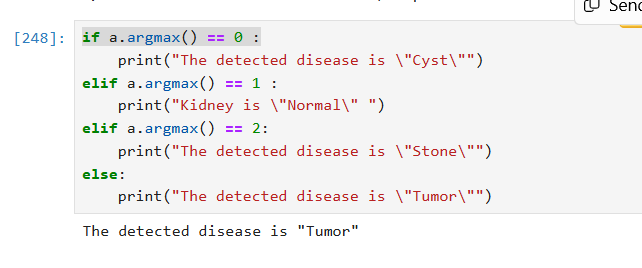 Send
[248]: if a.argmax() == 0 :
    print("The detected disease is \"Cyst\"")
elif a.argmax() == 1 :
    print("Kidney is \"Normal\" ")
elif a.argmax() == 2:
    print("The detected disease is \"Stone\"")
else:
    print("The detected disease is \"Tumor\"")
The detected disease is "Tumor"